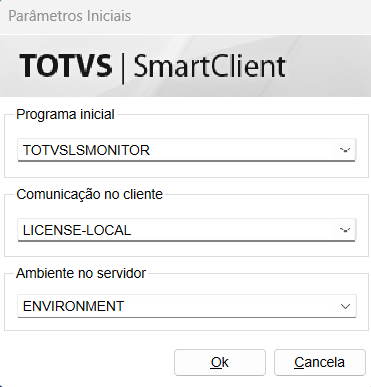 Parâmetros Iniciais
TOTVS | SmartClient
Programa inicial
TOTVSLSMONITOR
Comunicação no cliente
LICENSE-LOCAL
Ambiente no servidor
ENVIRONMENT
Ok
Cancela